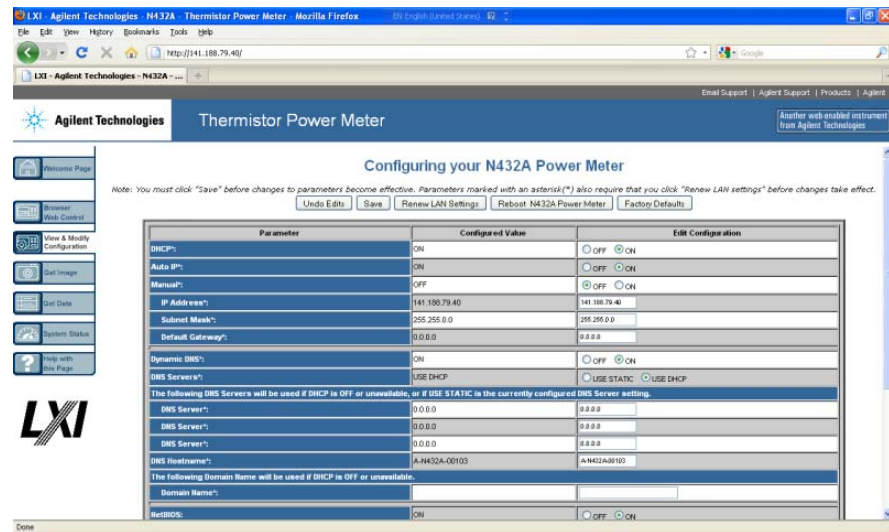 LXI - Agilent Technologies - N432A - Thermistor Power Meter - Mozilla Firefox
EN English (United States)
File Edit View History Bookmarks Tools Help
http://141.188.79.40/
Google
LXI - Agilent Technologies - N432A - ...
Email Support | Agilent Support | Products | Agilent
Agilent Technologies
Thermistor Power Meter
Another web-enabled instrument
from Agilent Technologies
Welcome Page
Browser
Web Control
View & Modify
Configuration
Get Image
Get Data
System Status
Help with
this Page
LXI
Configuring your N432A Power Meter
Note: You must click "Save" before changes to parameters become effective. Parameters marked with an asterisk(*) also require that you click "Renew LAN settings" before changes take effect.
Undo Edits Save Renew LAN Settings Reboot N432A Power Meter Factory Defaults
Parameter Configured Value Edit Configuration
DHCP*: ON OFF ON
Auto IP*: ON OFF ON
Manual*: OFF OFF ON
IP Address*: 141.188.79.40 141.188.79.40
Subnet Mask*: 255.255.0.0 255.255.0.0
Default Gateway*: 0.0.0.0 0.0.0.0
Dynamic DNS*: ON OFF ON
DNS Servers*: USE DHCP USE STATIC USE DHCP
The following DNS Servers will be used if DHCP is OFF or unavailable, or if USE STATIC is the currently configured DNS Server setting.
DNS Server*: 0.0.0.0 0.0.0.0
DNS Server*: 0.0.0.0 0.0.0.0
DNS Server*: 0.0.0.0 0.0.0.0
DNS Hostname*: A-N432A-00103 A-N432A-00103
The following Domain Name will be used if DHCP is OFF or unavailable.
Domain Name*:
NetBIOS: ON OFF ON
Done